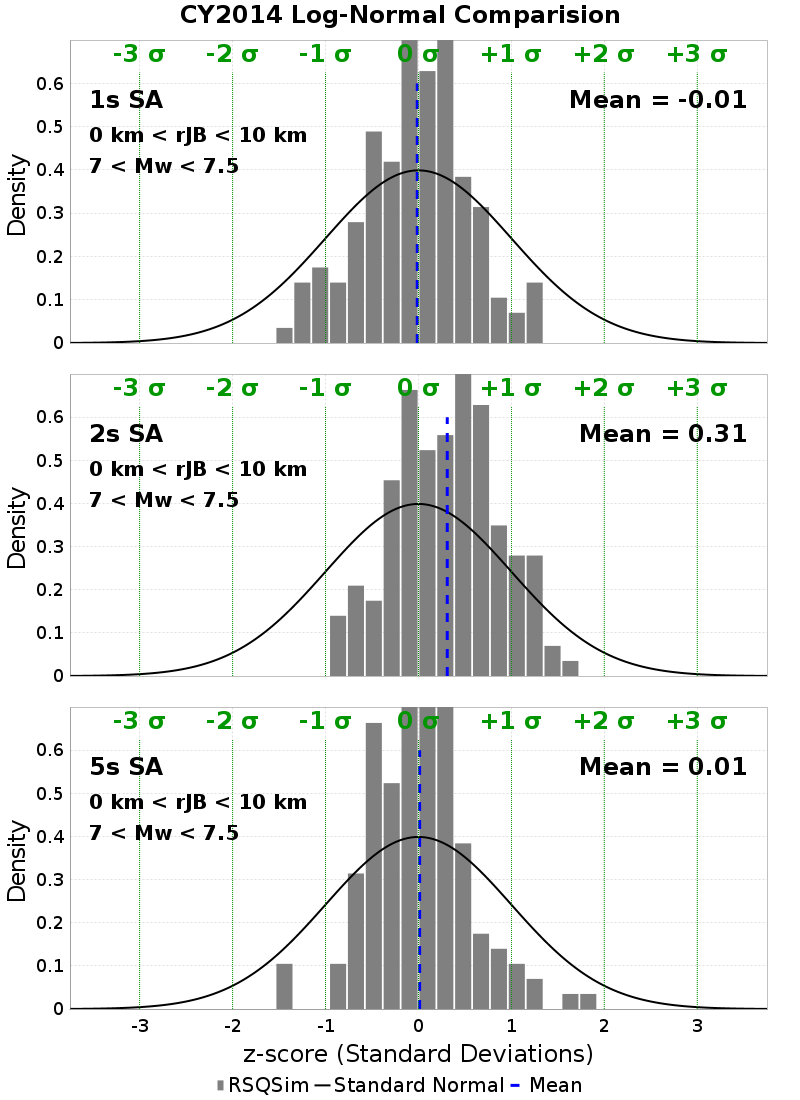 CY2014 Log-Normal Comparision
-3 σ -2 σ -1 σ 0 σ +1 σ +2 σ +3 σ
0.6
1s SA Mean = -0.01
0.5
0 km < rJB < 10 km
7 < Mw < 7.5
0.4
0.3
0.2
0.1
0
Density
-3 σ -2 σ -1 σ 0 σ +1 σ +2 σ +3 σ
0.6
2s SA Mean = 0.31
0.5
0 km < rJB < 10 km
7 < Mw < 7.5
0.4
0.3
0.2
0.1
0
Density
-3 σ -2 σ -1 σ 0 σ +1 σ +2 σ +3 σ
0.6
5s SA Mean = 0.01
0.5
0 km < rJB < 10 km
7 < Mw < 7.5
0.4
0.3
0.2
0.1
0
Density
-3 -2 -1 0 1 2 3
z-score (Standard Deviations)
RSQSim Standard Normal Mean